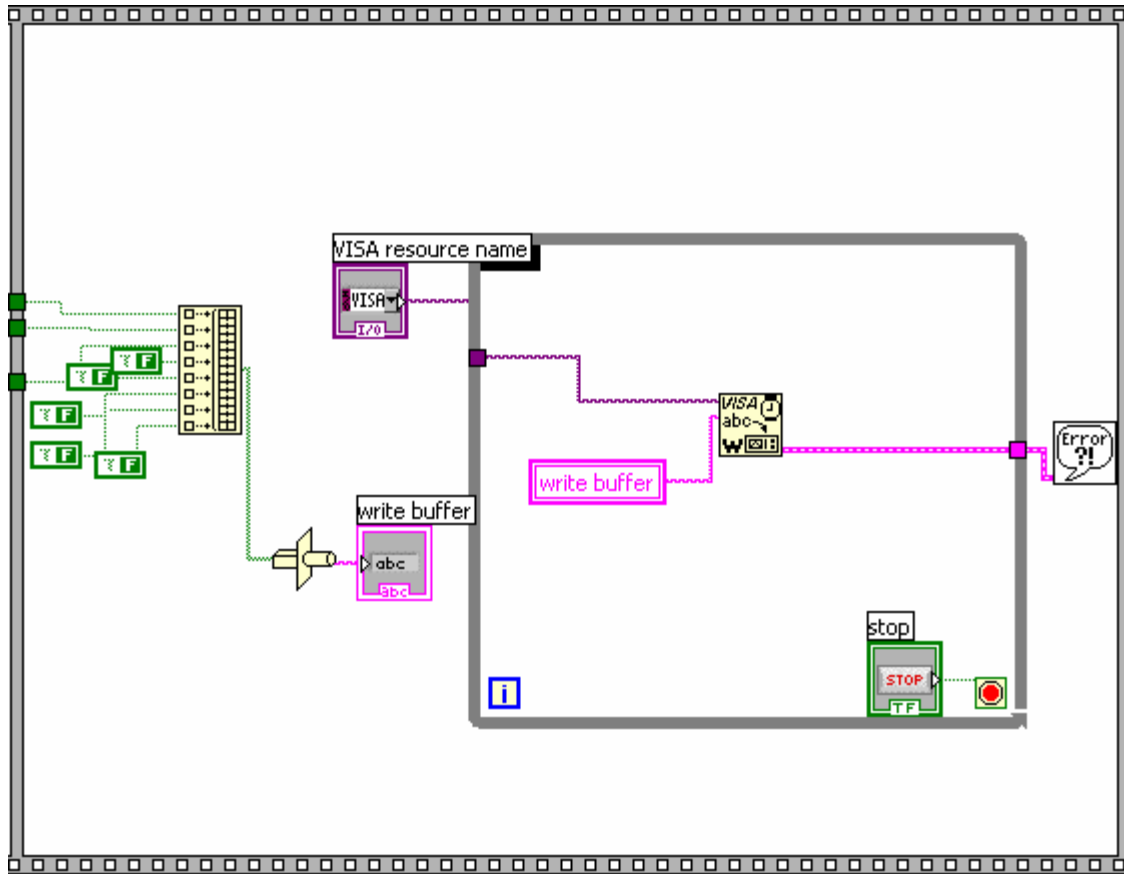 VISA resource name
VISA
I/O
F
F
F
F
F
VISA
abc
W
Error
?!
write buffer
write buffer
abc
abc
stop
STOP
TF
i